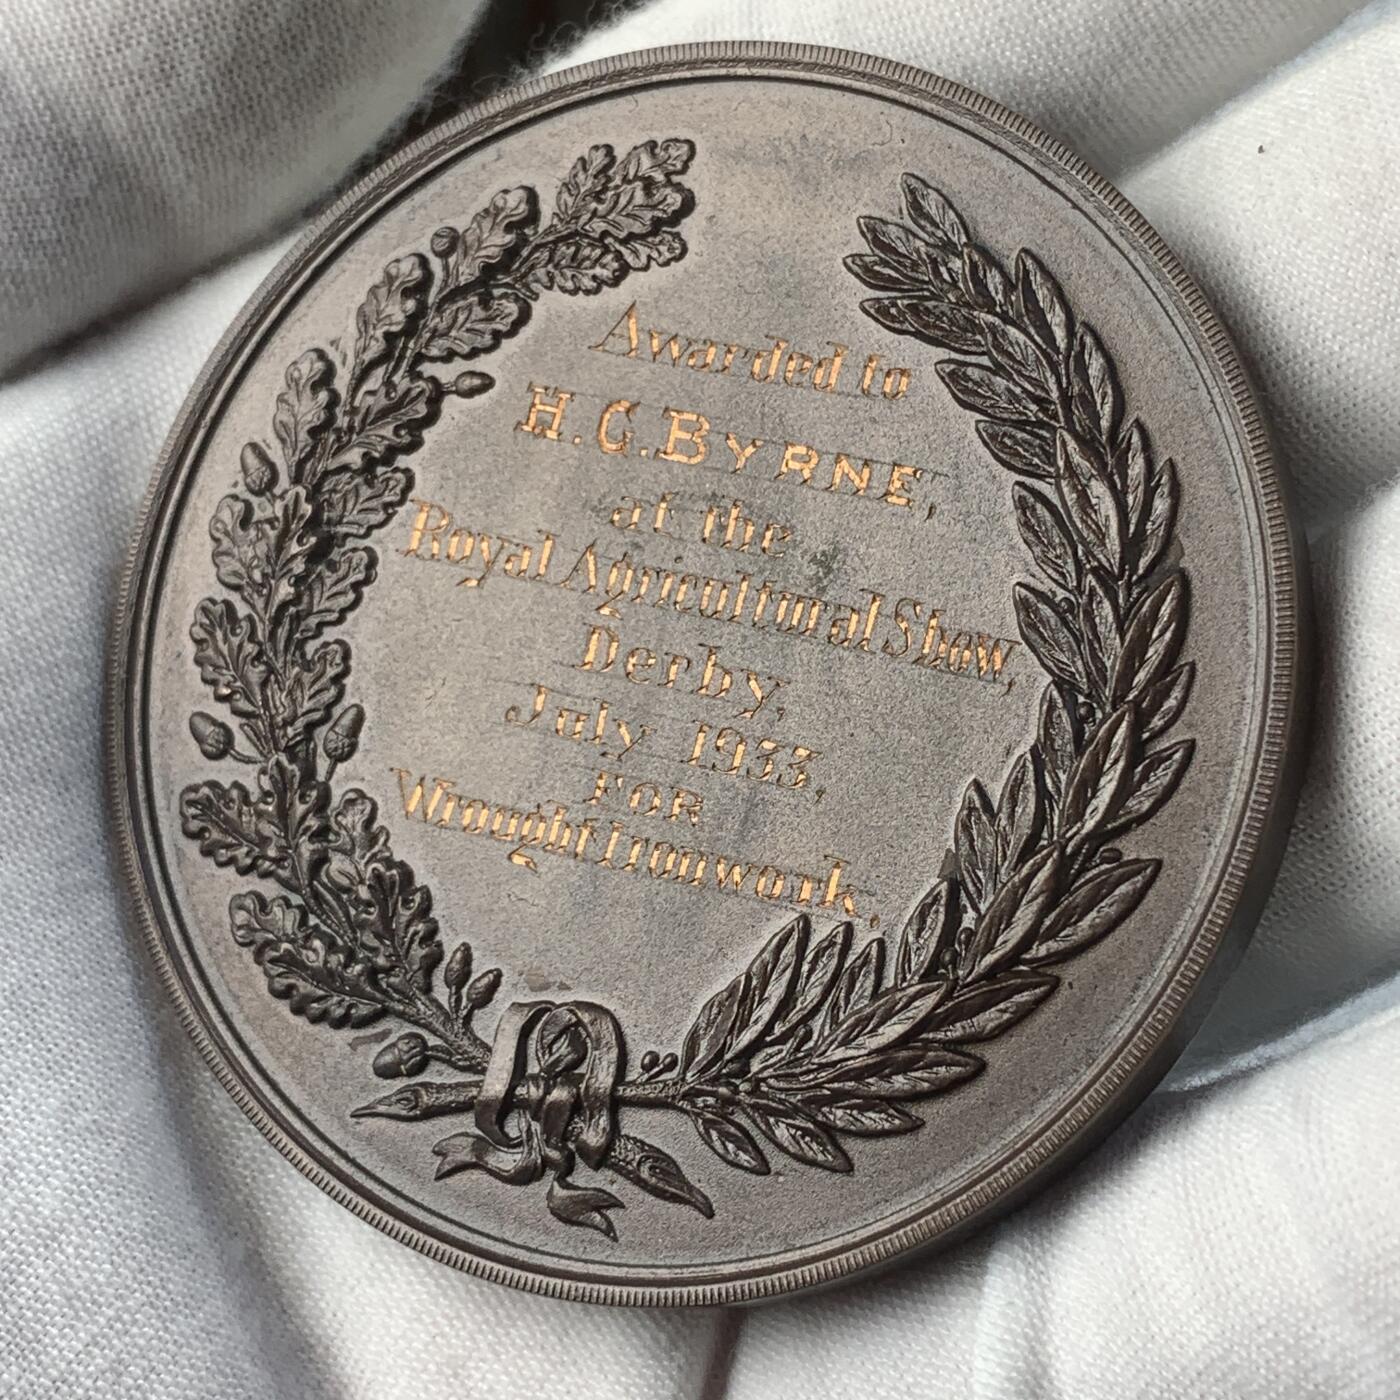 Awarded to
H. G. BYRNE,
at the
Royal Agricultural Show,
Derby,
July 1933,
FOR
Wrought Ironwork.